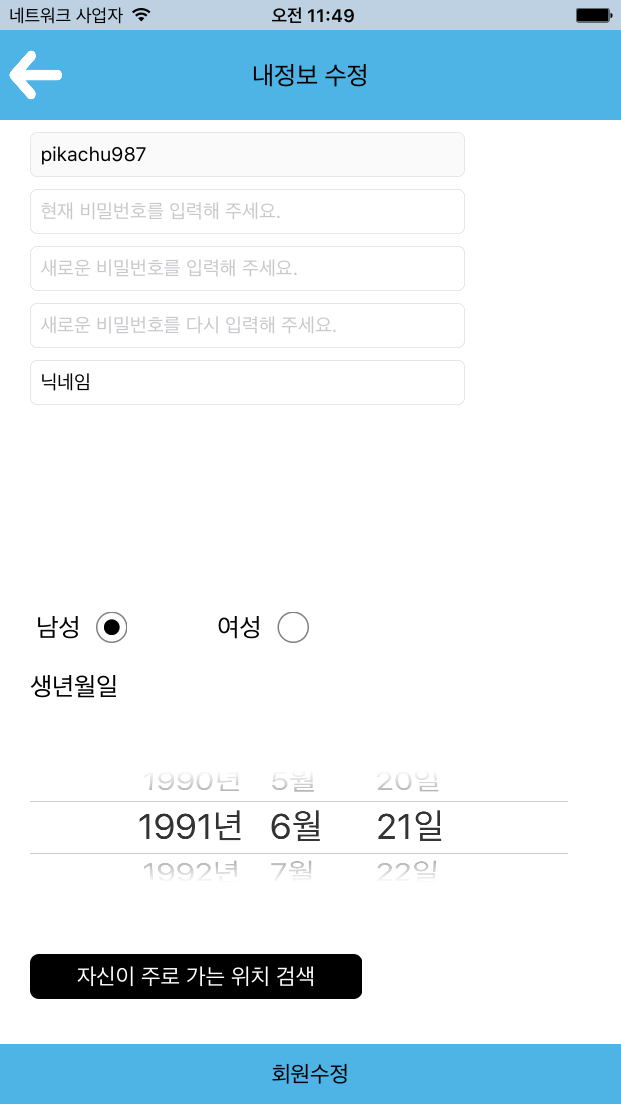 네트워크 사업자 오전 11:49
내정보 수정
pikachu987
현재 비밀번호를 입력해 주세요.
새로운 비밀번호를 입력해 주세요.
새로운 비밀번호를 다시 입력해 주세요.
닉네임
남성 여성
생년월일
1990년 5월 20일
1991년 6월 21일
1992년 7월 22일
자신이 주로 가는 위치 검색
회원수정